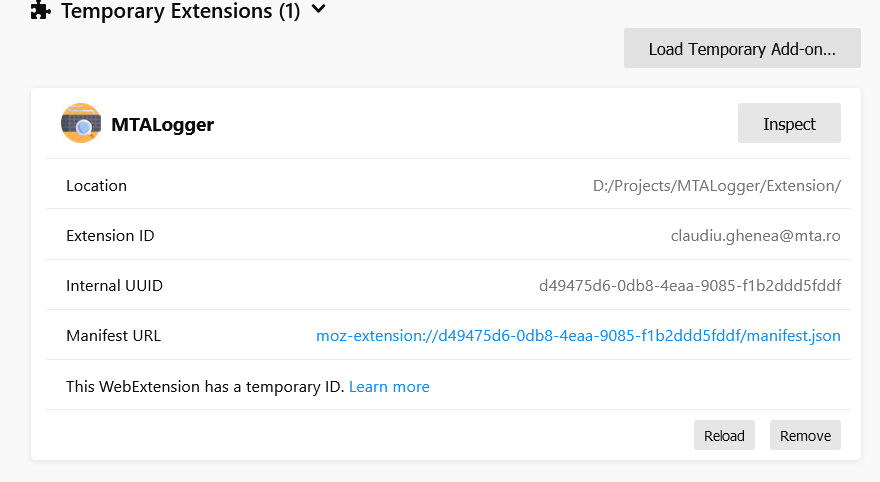 Temporary Extensions (1)
Load Temporary Add-on...
MTALogger
Inspect
Location
D:/Projects/MTALogger/Extension/
Extension ID
claudiu.ghenea@mta.ro
Internal UUID
d49475d6-0db8-4eaa-9085-f1b2ddd5fddf
Manifest URL
moz-extension://d49475d6-0db8-4eaa-9085-f1b2ddd5fddf/manifest.json
This WebExtension has a temporary ID. Learn more
Reload
Remove